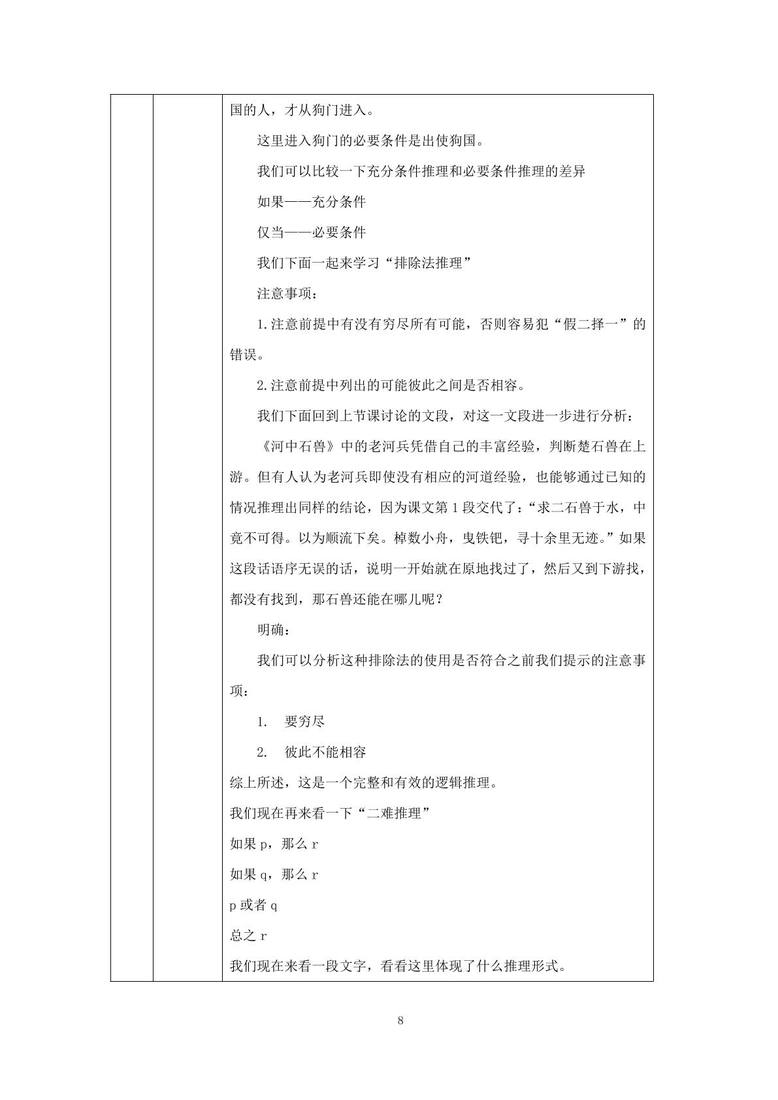 国的人，才从狗门进入。
这里进入狗门的必要条件是出使狗国。
我们可以比较一下充分条件推理和必要条件推理的差异
如果——充分条件
仅当——必要条件
我们下面一起来学习“排除法推理”
注意事项：
1.注意前提中有没有穷尽所有可能，否则容易犯“假二择一”的
错误。
2.注意前提中列出的可能彼此之间是否相容。
我们下面回到上节课讨论的文段，对这一文段进一步进行分析：
《河中石兽》中的老河兵凭借自己的丰富经验，判断楚石兽在上
游。但有人认为老河兵即使没有相应的河道经验，也能够通过已知的
情况推理出同样的结论，因为课文第 1 段交代了：“求二石兽于水，中
竟不可得。以为顺流下矣。棹数小舟，曳铁钯，寻十余里无迹。”如果
这段话语序无误的话，说明一开始就在原地找过了，然后又到下游找，
都没有找到，那石兽还能在哪儿呢？
明确：
我们可以分析这种排除法的使用是否符合之前我们提示的注意事
项：
1. 要穷尽
2. 彼此不能相容
综上所述，这是一个完整和有效的逻辑推理。
我们现在再来看一下“二难推理”
如果 p，那么 r
如果 q，那么 r
p 或者 q
总之 r
我们现在来看一段文字，看看这里体现了什么推理形式。
8